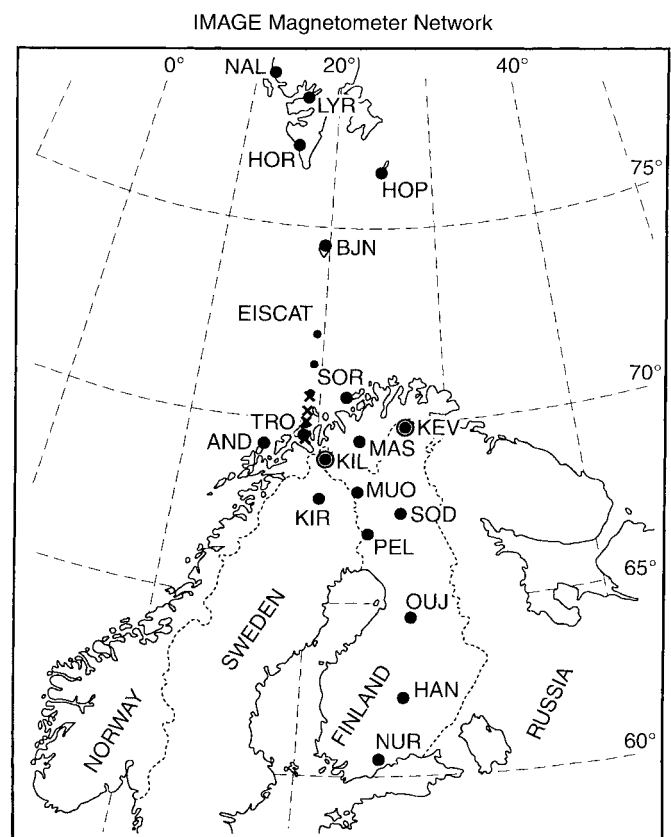 IMAGE Magnetometer Network
0° NAL 20° 40°
LYR
HOR
HOP
75°
BJN
EISCAT
SOR
70°
TRO
KEV
AND
MAS
KIL
MUO
KIR
SOD
PEL
65°
OUJ
SWEDEN
HAN
FINLAND
RUSSIA
NORWAY
NUR
60°